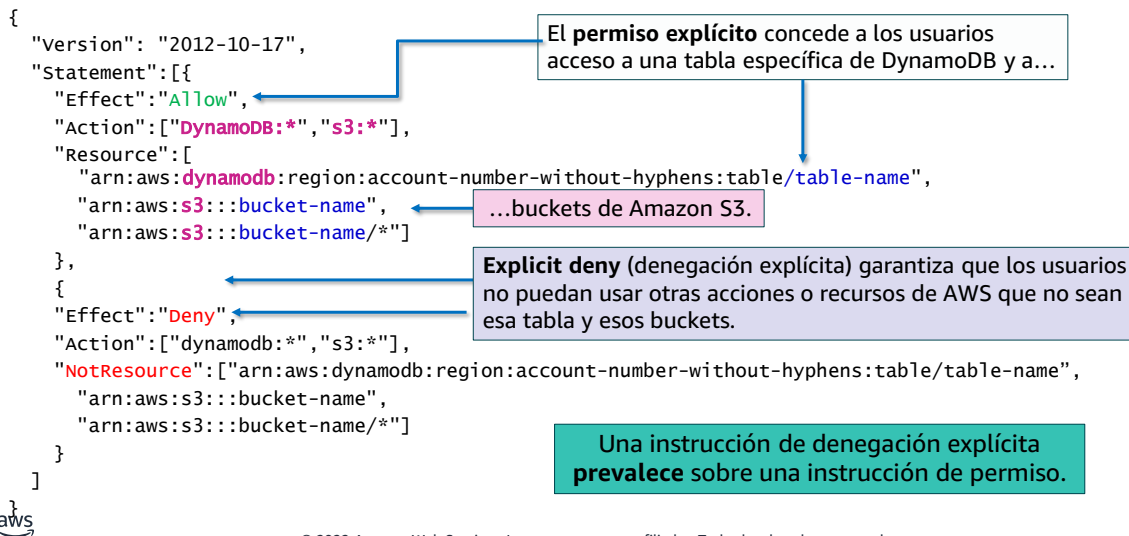 {
"Version": "2012-10-17",
"Statement":[{
"Effect":"Allow",
"Action":["DynamoDB:*","s3:*"],
"Resource":[
"arn:aws:dynamodb:region:account-number-without-hyphens:table/table-name",
"arn:aws:s3:::bucket-name",
"arn:aws:s3:::bucket-name/*"]
},
{
"Effect":"Deny",
"Action":["dynamodb:*","s3:*"],
"NotResource":["arn:aws:dynamodb:region:account-number-without-hyphens:table/table-name”,
"arn:aws:s3:::bucket-name",
"arn:aws:s3:::bucket-name/*"]
}
]
}
El permiso explícito concede a los usuarios
acceso a una tabla específica de DynamoDB y a…
…buckets de Amazon S3.
Explicit deny (denegación explícita) garantiza que los usuarios
no puedan usar otras acciones o recursos de AWS que no sean
esa tabla y esos buckets.
Una instrucción de denegación explícita
prevalece sobre una instrucción de permiso.
aws